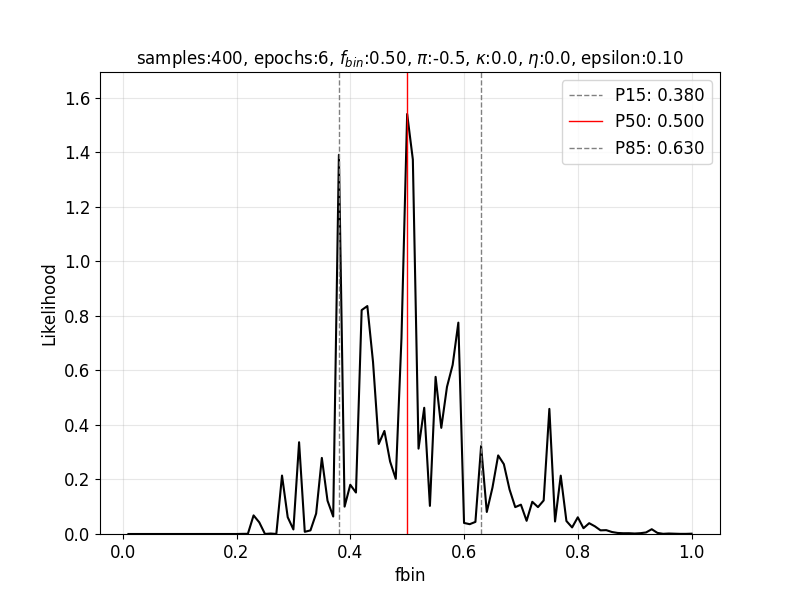 samples:400, epochs:6, f_bin:0.50, π:-0.5, κ:0.0, η:0.0, epsilon:0.10
P15: 0.380
P50: 0.500
P85: 0.630
1.6
1.4
1.2
1.0
0.8
0.6
0.4
0.2
0.0
Likelihood
0.0 0.2 0.4 0.6 0.8 1.0
fbin